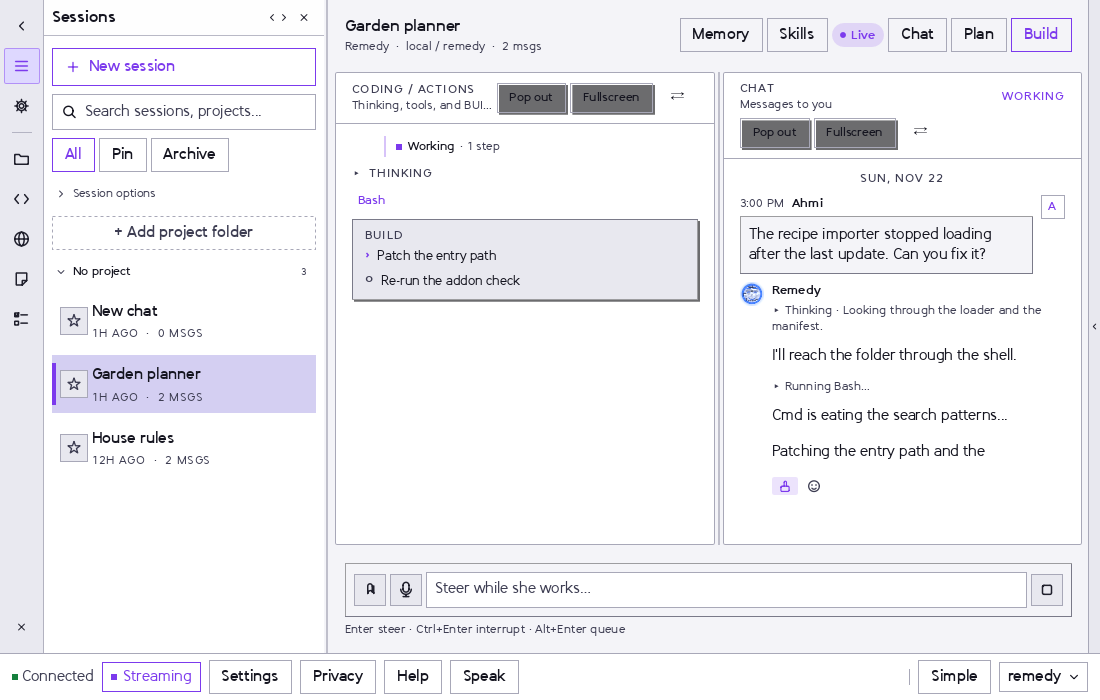 Sessions
New session
Search sessions, projects...
All
Pin
Archive
Session options
+ Add project folder
No project
3
New chat
1H AGO · 0 MSGS
Garden planner
1H AGO · 2 MSGS
House rules
12H AGO · 2 MSGS
Garden planner
Remedy · local / remedy · 2 msgs
Memory
Skills
Live
Chat
Plan
Build
CODING / ACTIONS
Thinking, tools, and BUI...
Pop out
Fullscreen
Working · 1 step
THINKING
Bash
BUILD
Patch the entry path
Re-run the addon check
CHAT
Messages to you
WORKING
Pop out
Fullscreen
SUN, NOV 22
3:00 PM Ahmi
A
The recipe importer stopped loading
after the last update. Can you fix it?
Remedy
Thinking · Looking through the loader and the
manifest.
I'll reach the folder through the shell.
Running Bash...
Cmd is eating the search patterns...
Patching the entry path and the
Steer while she works...
Enter steer · Ctrl+Enter interrupt · Alt+Enter queue
Connected
Streaming
Settings
Privacy
Help
Speak
Simple
remedy